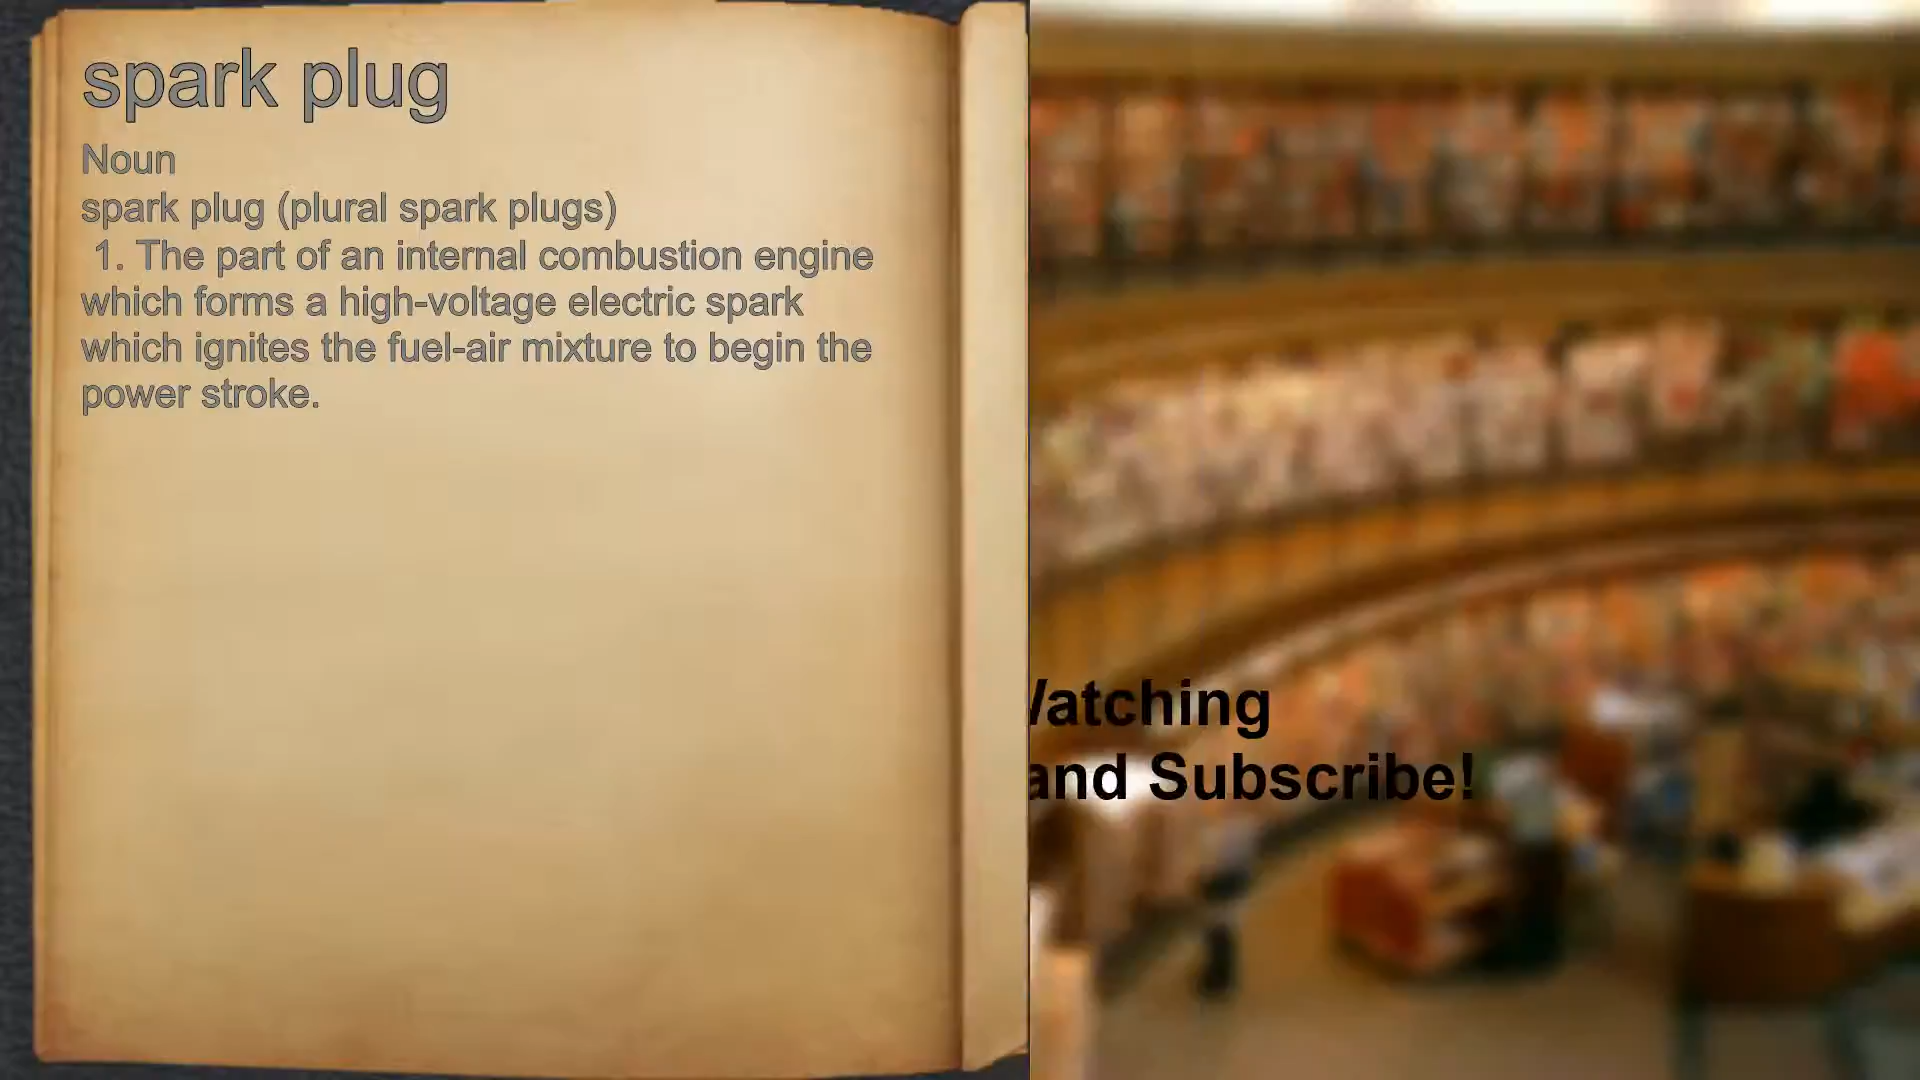 spark plug
Noun
spark plug (plural spark plugs)
1. The part of an internal combustion engine
which forms a high-voltage electric spark
which ignites the fuel-air mixture to begin the
power stroke.
and Subscribe!